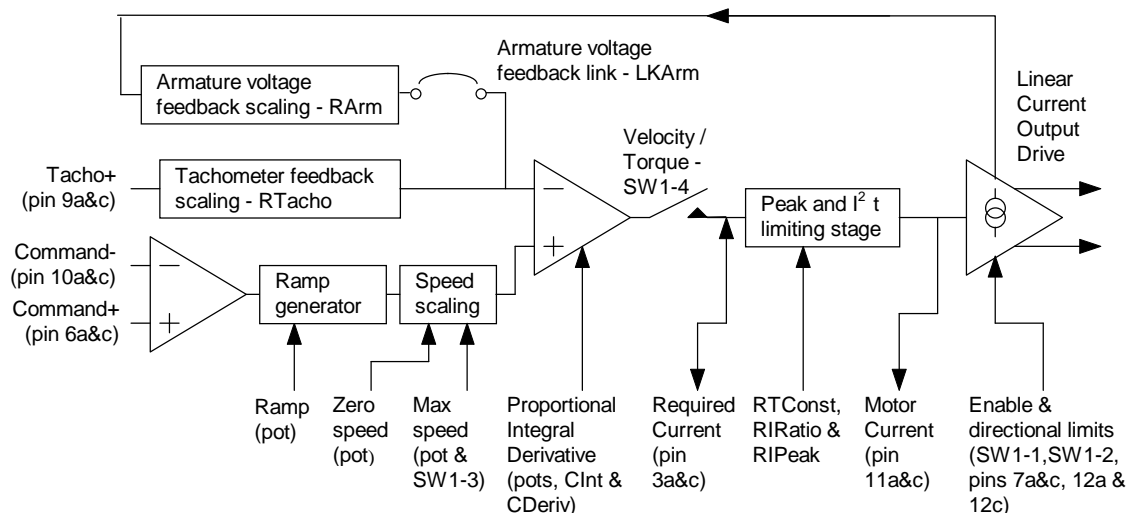 Armature voltage
feedback scaling - RArm
Armature voltage
feedback link - LKArm
Linear
Current
Output
Drive
Velocity /
Torque -
SW1-4
Tacho+
(pin 9a&c)
Tachometer feedback
scaling - RTacho
−
+
Peak and I² t
limiting stage
Command-
(pin 10a&c)
Command+
(pin 6a&c)
−
+
Ramp
generator
Speed
scaling
Ramp
(pot)
Zero
speed
(pot)
Max
speed
(pot &
SW1-3)
Proportional
Integral
Derivative
(pots, CInt &
CDeriv)
Required
Current
(pin
3a&c)
RTConst,
RIRatio &
RIPeak
Motor
Current
(pin
11a&c)
Enable &
directional limits
(SW1-1,SW1-2,
pins 7a&c, 12a &
12c)